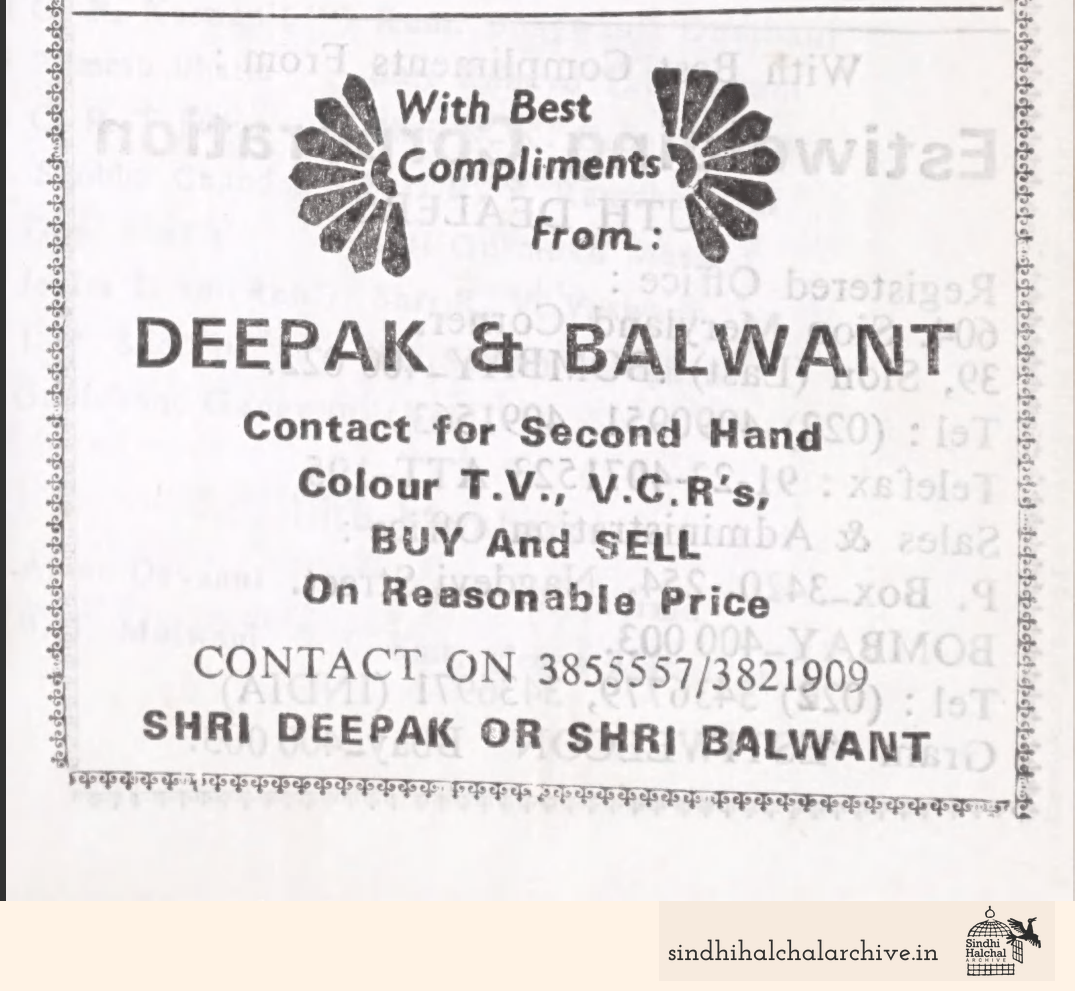 With Best
Compliments
From :
DEEPAK & BALWANT
Contact for Second Hand
Colour T.V., V.C.R's,
BUY And SELL
On Reasonable Price
CONTACT ON 3855557/3821909
SHRI DEEPAK OR SHRI BALWANT
sindhihalchalarchive.in
Sindhi
Halchal
ARCHIVE